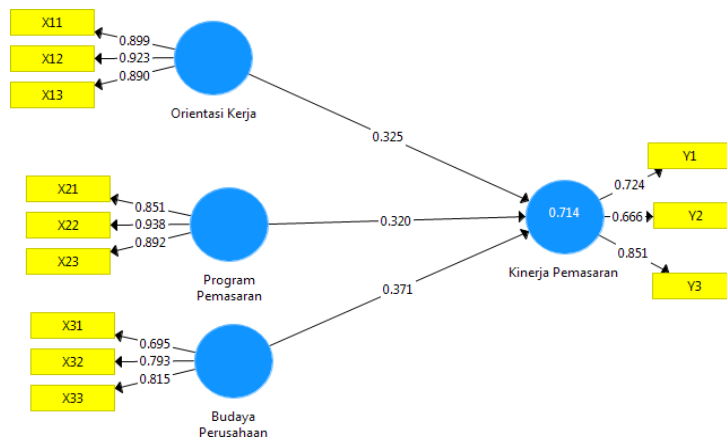 X11
0.899
X12
0.923
X13
0.890
Orientasi Kerja
0.325
X21
0.851
X22
0.938
X23
0.892
Program
Pemasaran
0.320
X31
0.695
X32
0.793
X33
0.815
Budaya
Perusahaan
0.371
0.714
Kinerja Pemasaran
Y1
0.724
Y2
0.666
Y3
0.851